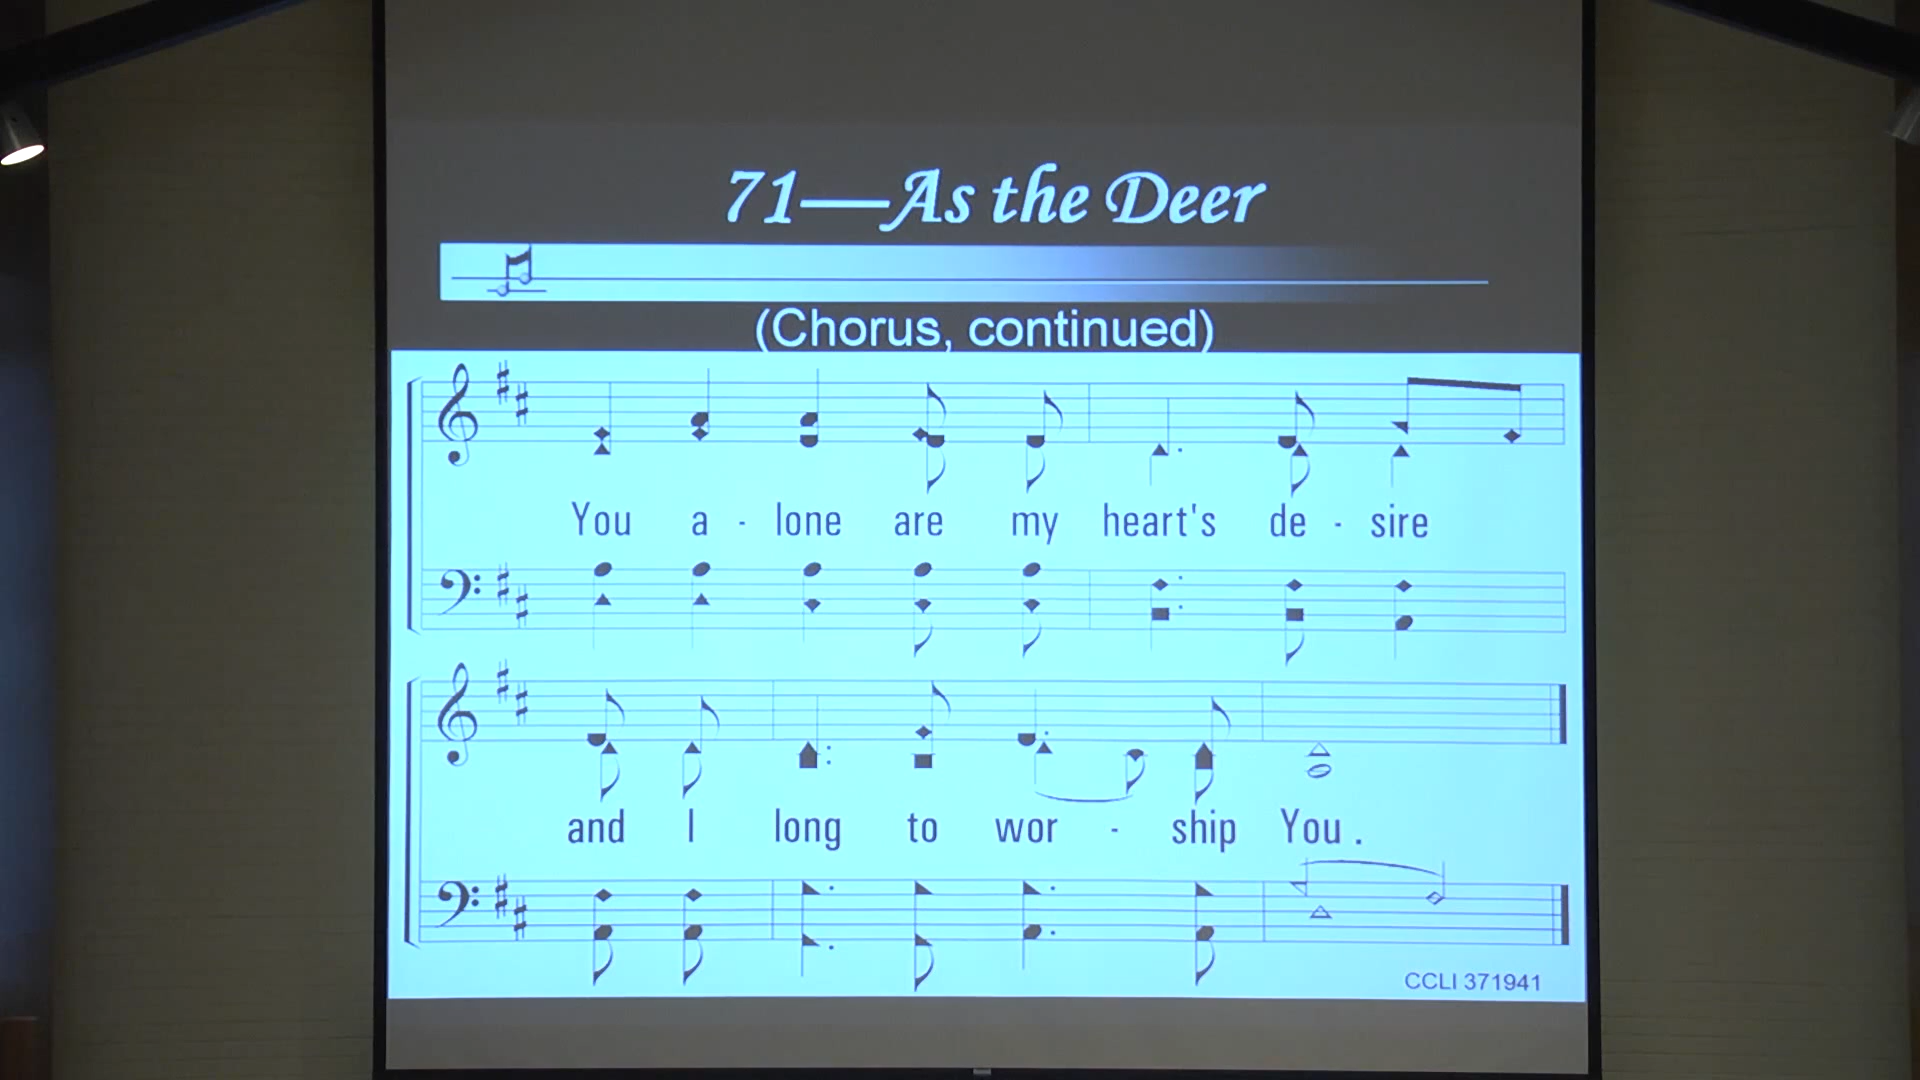 71—As the Deer
(Chorus, continued)
You a - lone are my heart's de - sire
and I long to wor - ship You .
CCLI 371941